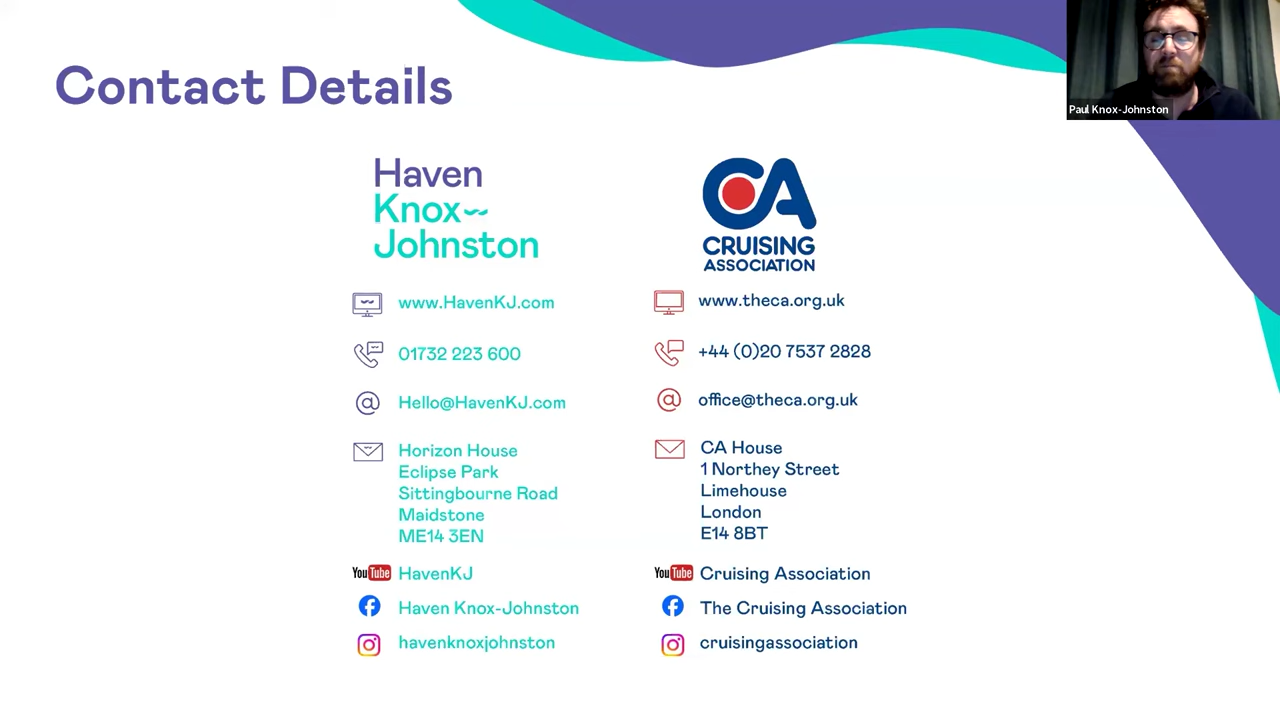 Contact Details
Paul Knox-Johnston
Haven
Knox~
Johnston
www.HavenKJ.com
01732 223 600
Hello@HavenKJ.com
Horizon House
Eclipse Park
Sittingbourne Road
Maidstone
ME14 3EN
YouTube HavenKJ
Haven Knox-Johnston
havenknoxjohnston
CA
CRUISING
ASSOCIATION
www.theca.org.uk
+44 (0)20 7537 2828
office@theca.org.uk
CA House
1 Northey Street
Limehouse
London
E14 8BT
YouTube Cruising Association
The Cruising Association
cruisingassociation